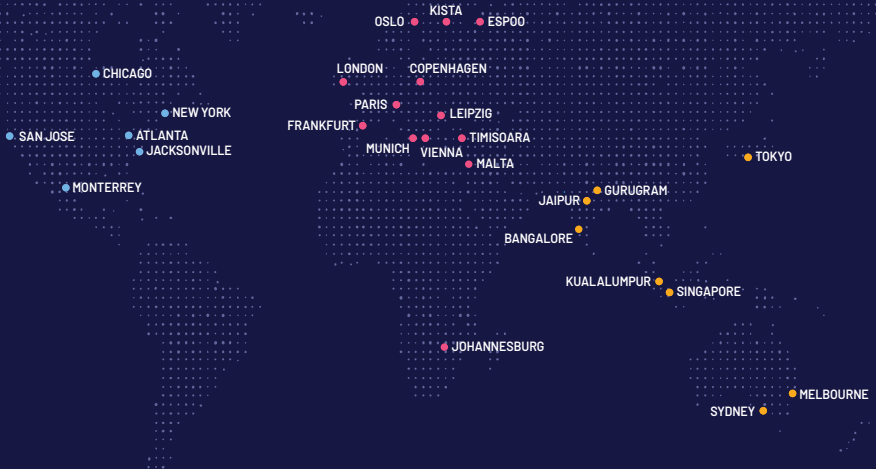 KISTA
OSLO
ESPOO
LONDON
COPENHAGEN
CHICAGO
PARIS
NEW YORK
LEIPZIG
FRANKFURT
SAN JOSE
ATLANTA
TIMISOARA
JACKSONVILLE
MUNICH
VIENNA
TOKYO
MALTA
MONTERREY
GURUGRAM
JAIPUR
BANGALORE
KUALALUMPUR
SINGAPORE
JOHANNESBURG
MELBOURNE
SYDNEY